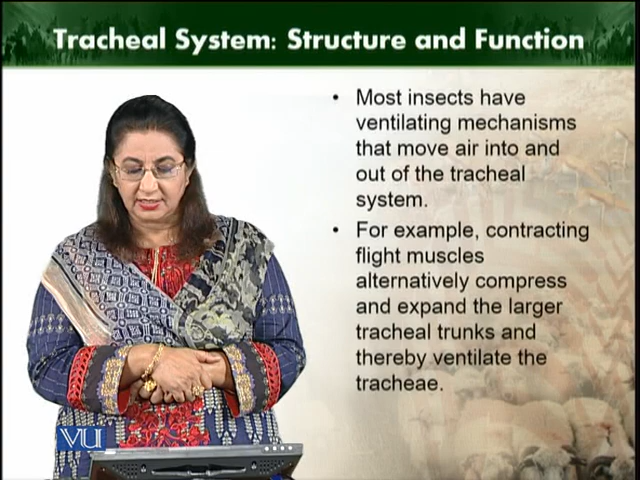 Tracheal System: Structure and Function
• Most insects have
ventilating mechanisms
that move air into and
out of the tracheal
system.
• For example, contracting
flight muscles
alternatively compress
and expand the larger
tracheal trunks and
thereby ventilate the
tracheae.
VU